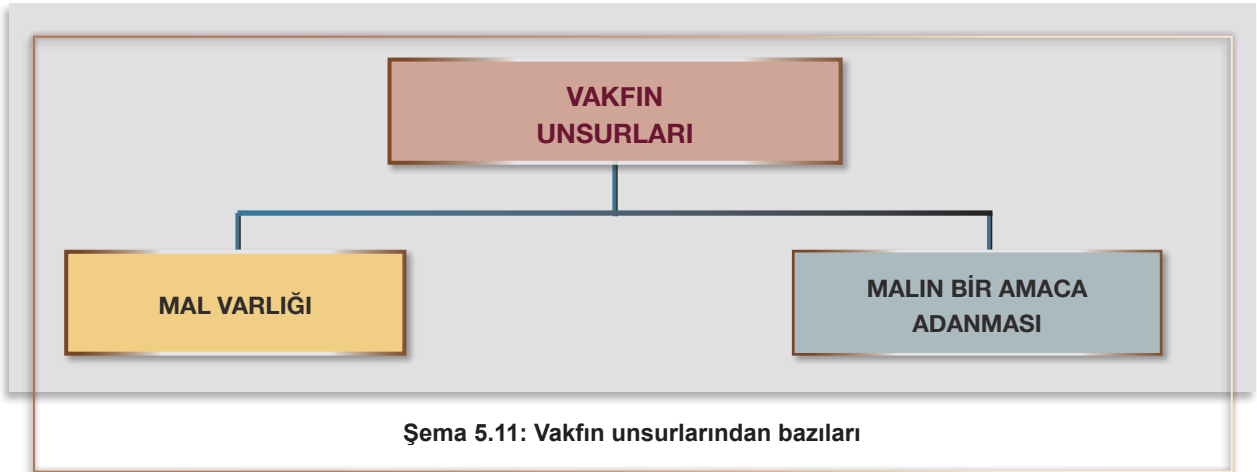 VAKFIN
UNSURLARI
MAL VARLIĞI
MALIN BİR AMACA
ADANMASI
Şema 5.11: Vakfın unsurlarından bazıları